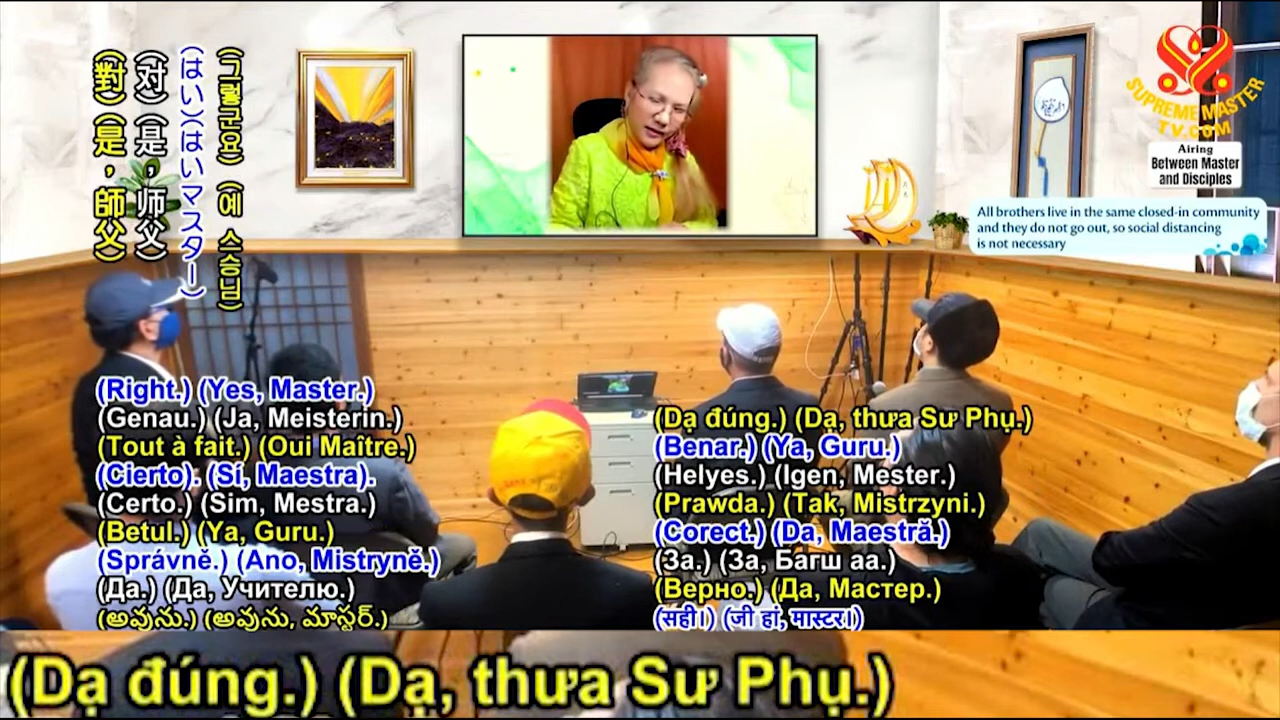 (그렇군요) (예 스승님)
(はい)(はいマスター)
(对)(是，师父)
(對)(是，師父)
SUPREME MASTER
TV.COM
Airing
Between Master
and Disciples
All brothers live in the same closed-in community
and they do not go out, so social distancing
is not necessary
(Right.) (Yes, Master.)
(Genau.) (Ja, Meisterin.)
(Tout à fait.) (Oui Maître.)
(Cierto). (Sí, Maestra).
(Certo.) (Sim, Mestra.)
(Betul.) (Ya, Guru.)
(Správně.) (Ano, Mistryně.)
(Да.) (Да, Учителю.)
(అవును.) (అవును, మాస్టర్.)
(Dạ đúng.) (Dạ, thưa Sư Phụ.)
(Benar.) (Ya, Guru.)
(Helyes.) (Igen, Mester.)
(Prawda.) (Tak, Mistrzyni.)
(Corect.) (Da, Maestră.)
(За.) (За, Багш аа.)
(Верно.) (Да, Мастер.)
(सही।) (जी हां, मास्टर।)
(Dạ đúng.) (Dạ, thưa Sư Phụ.)